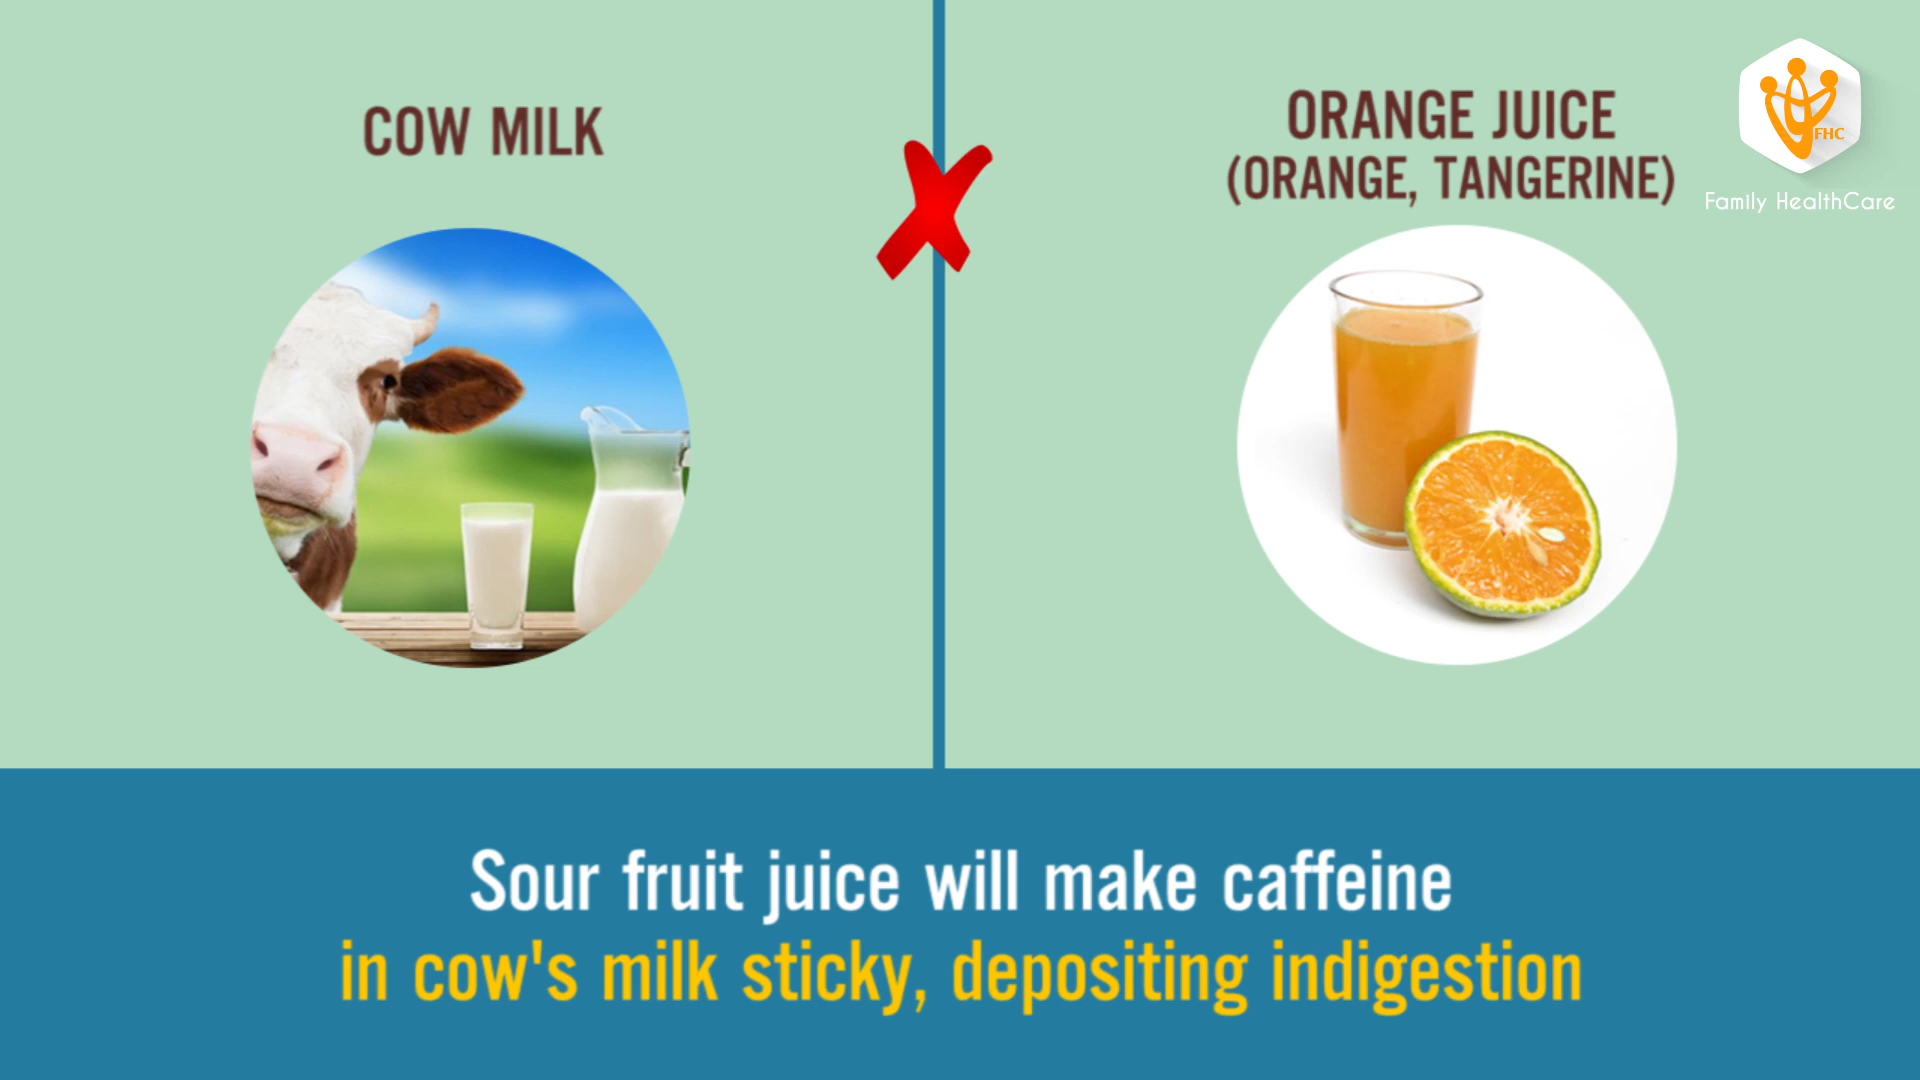 COW MILK
ORANGE JUICE
(ORANGE, TANGERINE)
FHC
Family HealthCare
Sour fruit juice will make caffeine
in cow's milk sticky, depositing indigestion